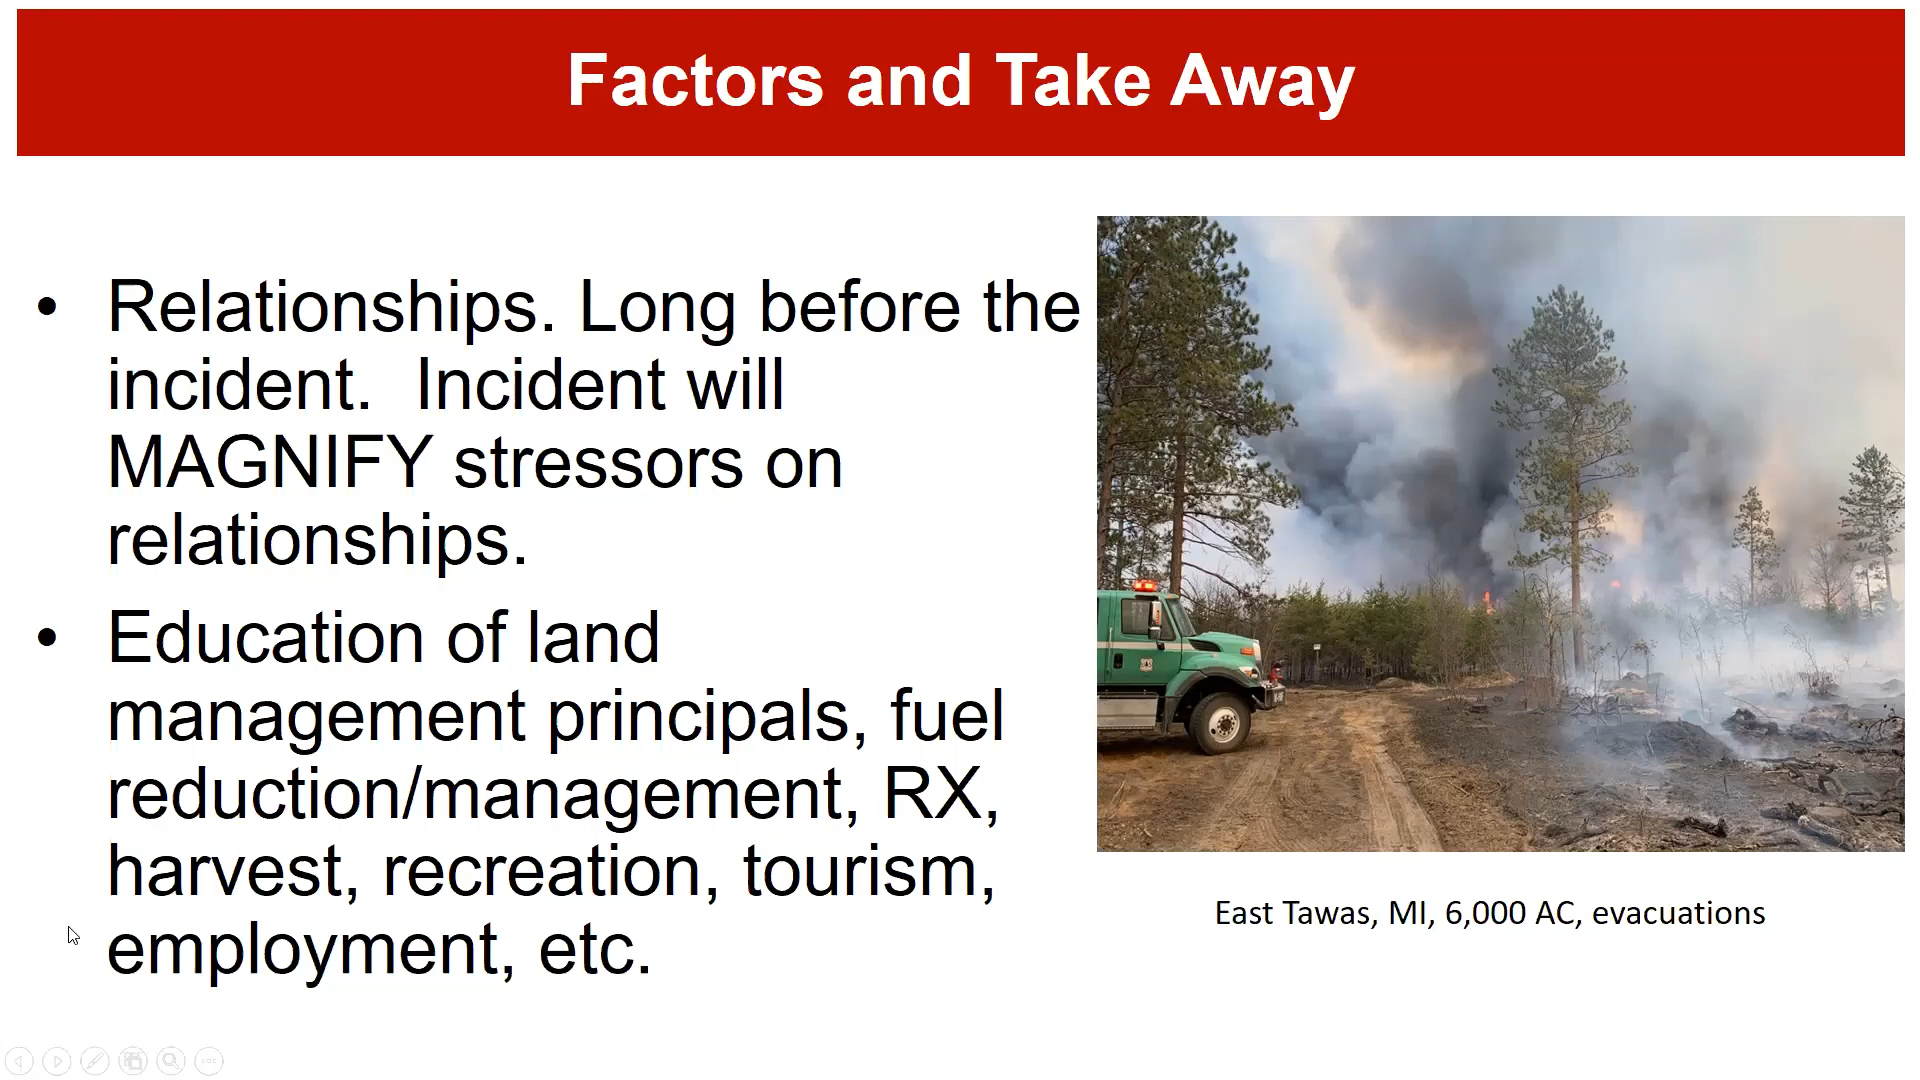 Factors and Take Away
• Relationships. Long before the
incident.  Incident will
MAGNIFY stressors on
relationships.
• Education of land
management principals, fuel
reduction/management, RX,
harvest, recreation, tourism,
employment, etc.
East Tawas, MI, 6,000 AC, evacuations